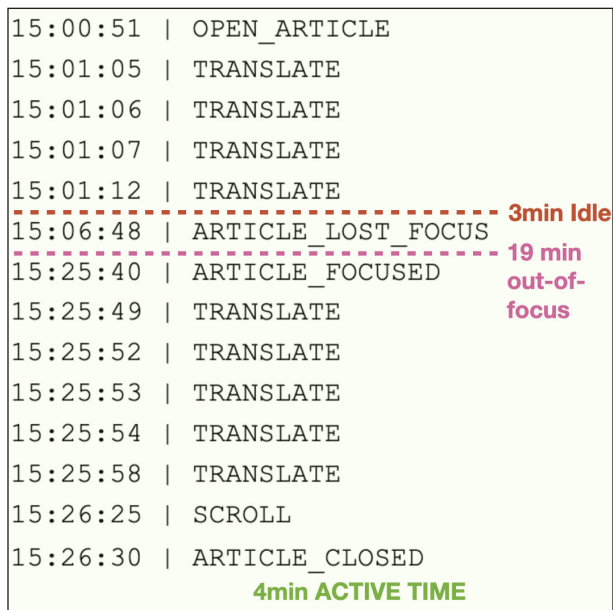 15:00:51 | OPEN_ARTICLE
15:01:05 | TRANSLATE
15:01:06 | TRANSLATE
15:01:07 | TRANSLATE
15:01:12 | TRANSLATE
3min Idle
15:06:48 | ARTICLE_LOST_FOCUS
19 min
out-of-
focus
15:25:40 | ARTICLE_FOCUSED
15:25:49 | TRANSLATE
15:25:52 | TRANSLATE
15:25:53 | TRANSLATE
15:25:54 | TRANSLATE
15:25:58 | TRANSLATE
15:26:25 | SCROLL
15:26:30 | ARTICLE_CLOSED
4min ACTIVE TIME